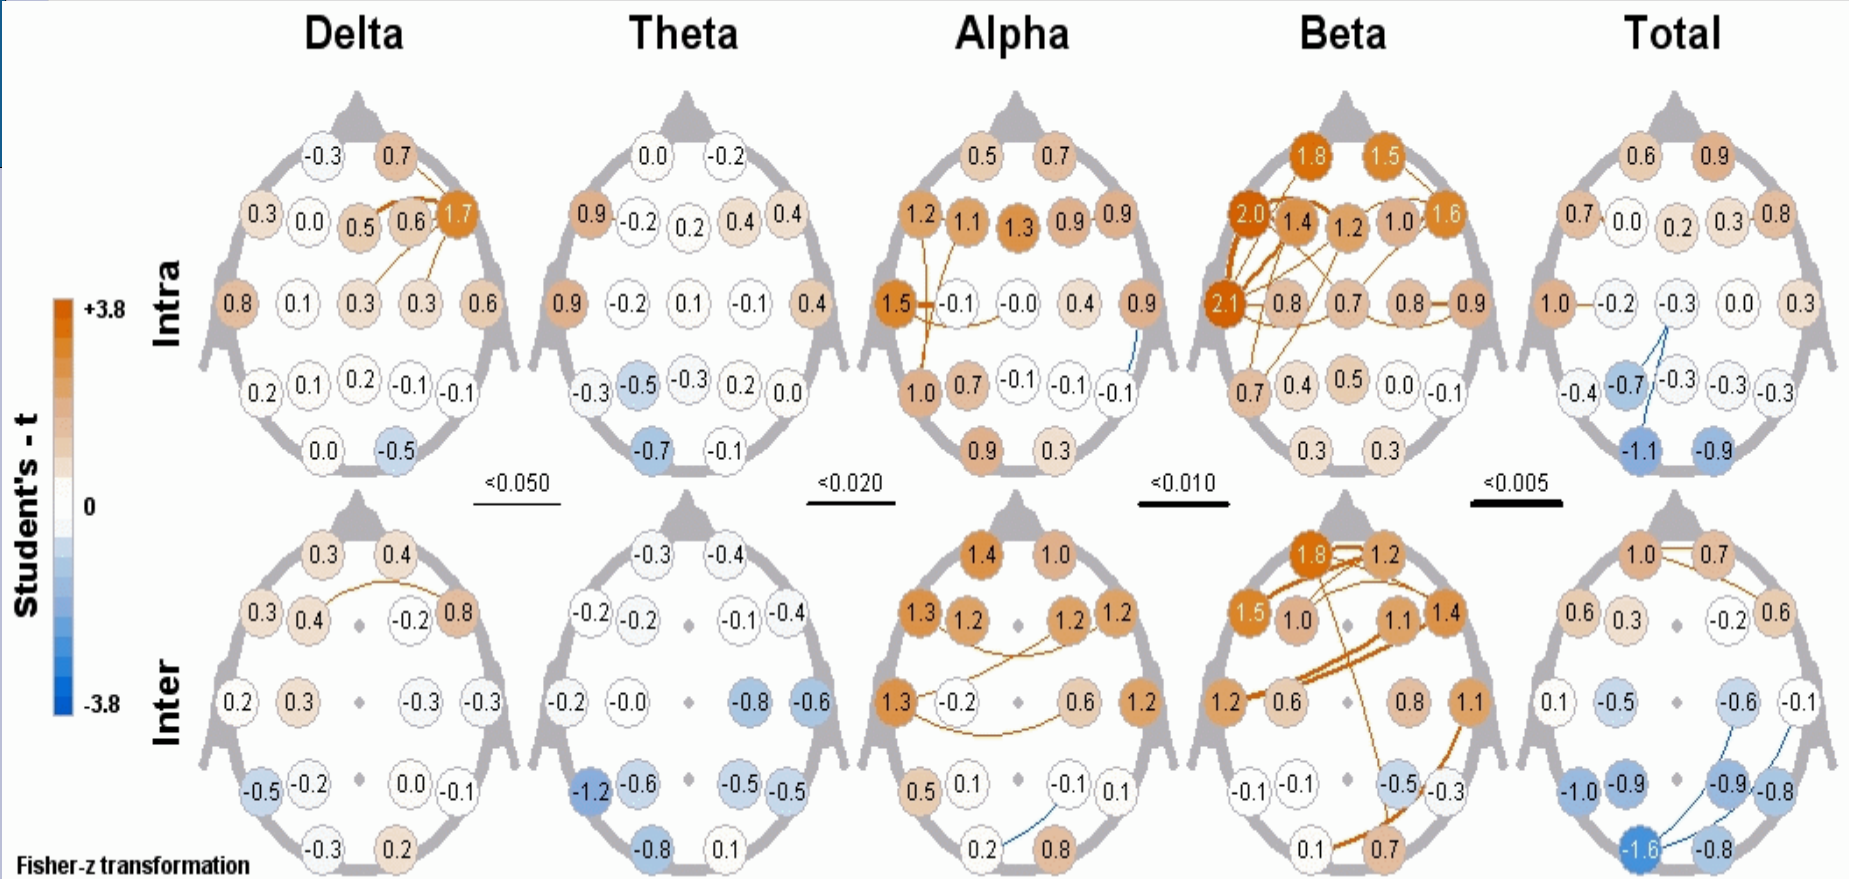 Delta Theta Alpha Beta Total
-0.3 0.7 0.0 -0.2 0.5 0.7 1.8 1.5 0.6 0.9
0.3 0.0 0.5 0.6 1.7 0.9 -0.2 0.2 0.4 0.4 1.2 1.1 1.3 0.9 0.9 2.0 1.4 1.2 1.0 1.6 0.7 0.0 0.2 0.3 0.8
Intra
+3.8
0.8 0.1 0.3 0.3 0.6 0.9 -0.2 0.1 -0.1 0.4 1.5 -0.1 -0.0 0.4 0.9 2.1 0.8 0.7 0.8 0.9 1.0 -0.2 -0.3 0.0 0.3
0.2 0.1 0.2 -0.1 -0.1 -0.3 -0.5 -0.3 0.2 0.0 1.0 0.7 -0.1 -0.1 -0.1 0.7 0.4 0.5 0.0 -0.1 -0.4 -0.7 -0.3 -0.3 -0.3
0.0 -0.5 -0.7 -0.1 0.9 0.3 0.3 0.3 -1.1 -0.9
<0.050 <0.020 <0.010 <0.005
Student's - t
0
0.3 0.4 -0.3 -0.4 1.4 1.0 1.8 1.2 1.0 0.7
0.3 0.4 -0.2 0.8 -0.2 -0.2 -0.1 -0.4 1.3 1.2 1.2 1.2 1.5 1.0 1.1 1.4 0.6 0.3 -0.2 0.6
Inter
-3.8
0.2 0.3 -0.3 -0.3 -0.2 -0.0 -0.8 -0.6 1.3 -0.2 0.6 1.2 1.2 0.6 0.8 1.1 0.1 -0.5 -0.6 -0.1
-0.5 -0.2 0.0 -0.1 -1.2 -0.6 -0.5 -0.5 0.5 0.1 -0.1 0.1 -0.1 -0.1 -0.5 -0.3 -1.0 -0.9 -0.9 -0.8
-0.3 0.2 -0.8 0.1 0.2 0.8 0.1 0.7 -1.6 -0.8
Fisher-z transformation